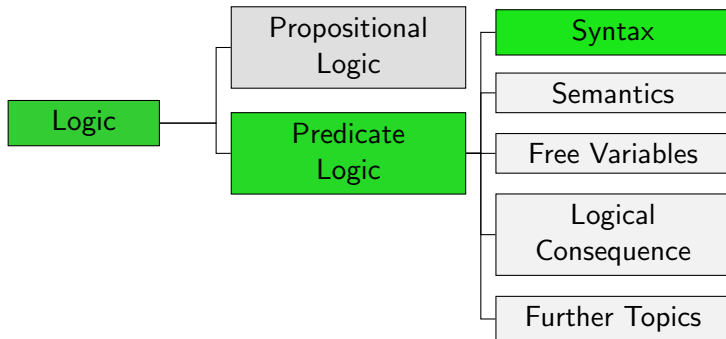 Logic
Propositional
Logic
Predicate
Logic
Syntax
Semantics
Free Variables
Logical
Consequence
Further Topics